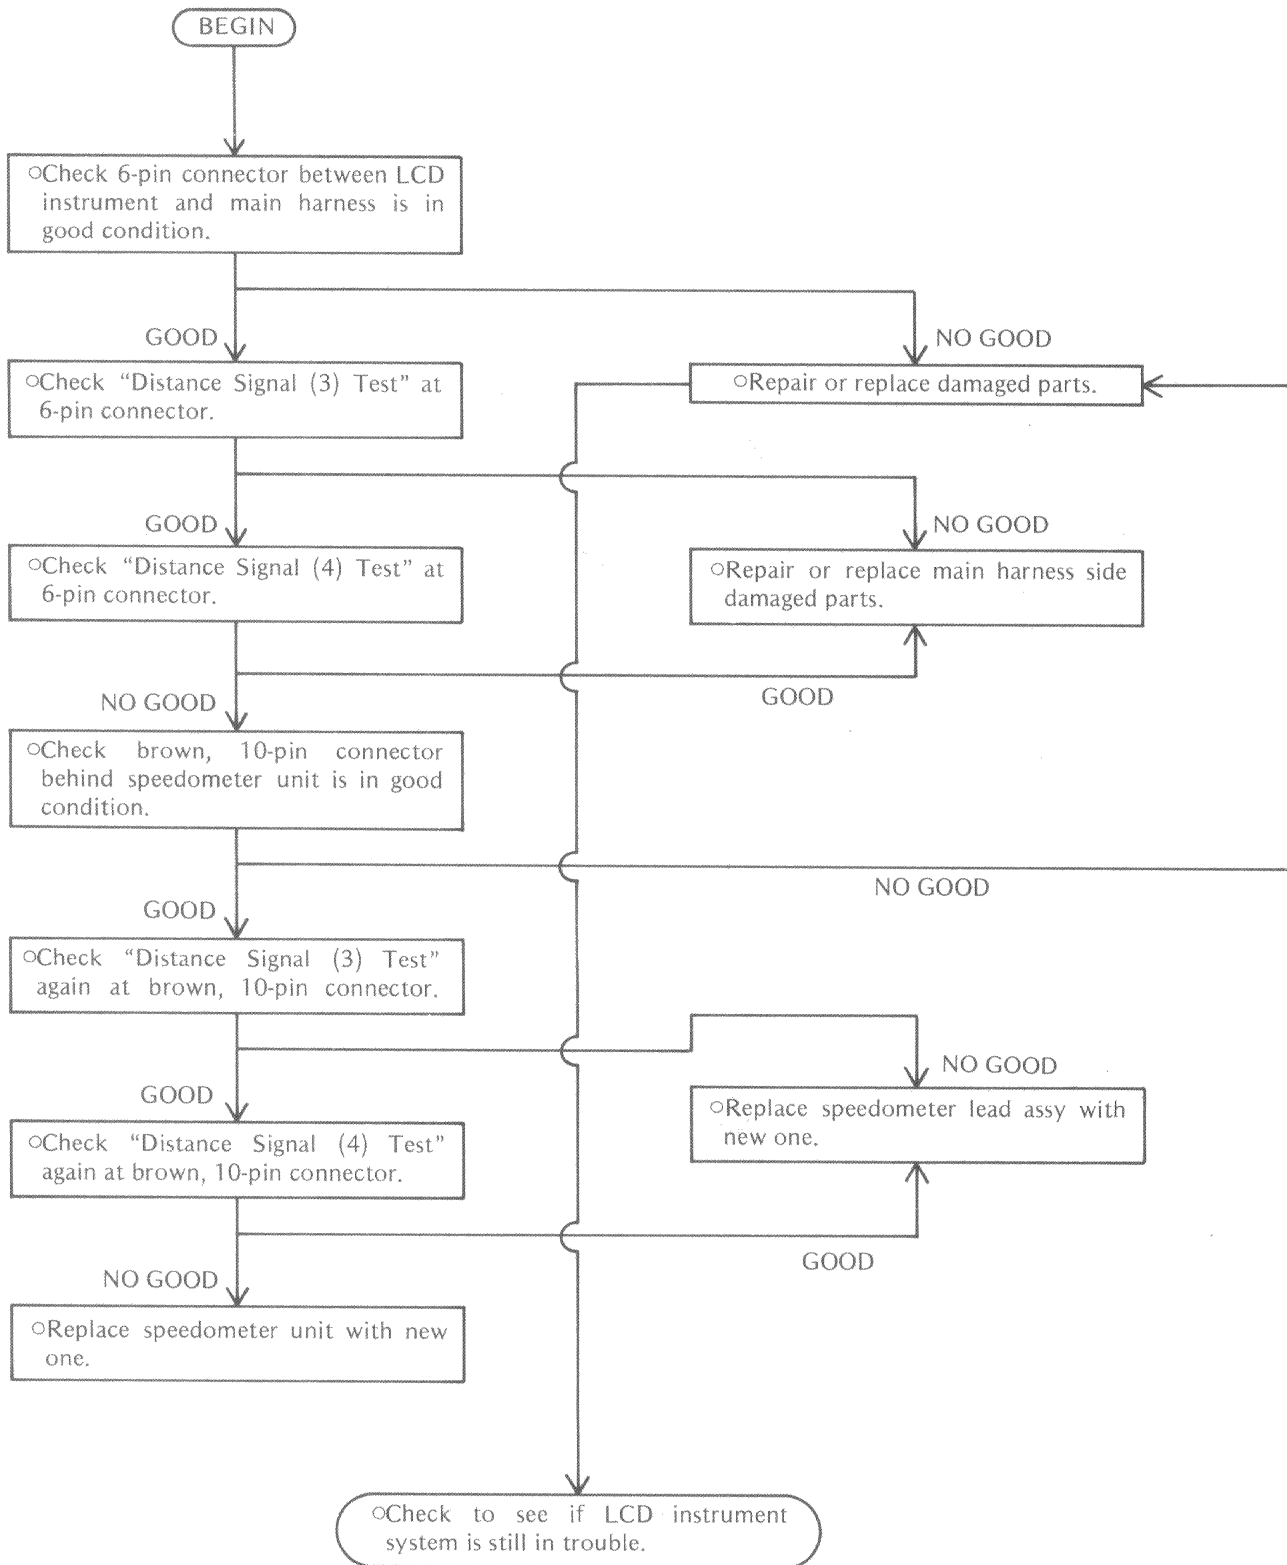 BEGIN
○Check 6-pin connector between LCD
instrument and main harness is in
good condition.
GOOD
NO GOOD
○Check “Distance Signal (3) Test” at
6-pin connector.
○Repair or replace damaged parts.
GOOD
NO GOOD
○Check “Distance Signal (4) Test” at
6-pin connector.
○Repair or replace main harness side
damaged parts.
NO GOOD
GOOD
○Check brown, 10-pin connector
behind speedometer unit is in good
condition.
NO GOOD
GOOD
○Check “Distance Signal (3) Test”
again at brown, 10-pin connector.
NO GOOD
GOOD
○Replace speedometer lead assy with
new one.
○Check “Distance Signal (4) Test”
again at brown, 10-pin connector.
GOOD
NO GOOD
○Replace speedometer unit with new
one.
○Check to see if LCD instrument
system is still in trouble.